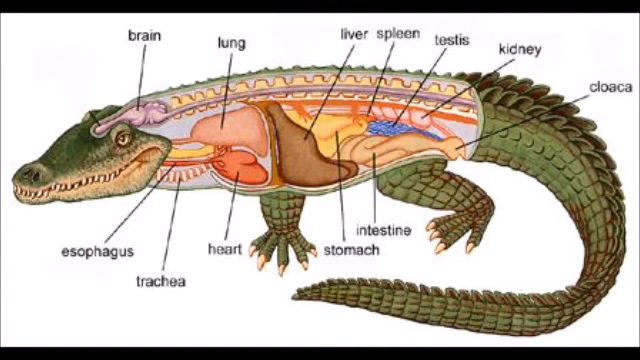 brain
lung
liver
spleen
testis
kidney
cloaca
esophagus
trachea
heart
stomach
intestine